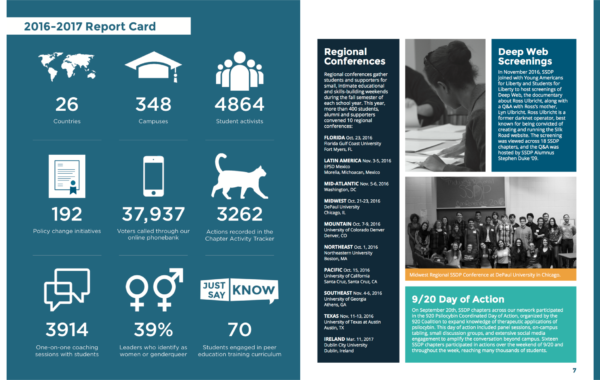 2016-2017 Report Card
26
Countries
348
Campuses
4864
Student activists
192
Policy change initiatives
37,937
Voters called through our
online phonebank
3262
Actions recorded in the
Chapter Activity Tracker
3914
One-on-one coaching
sessions with students
39%
Leaders who identify as
women or genderqueer
JUST
SAY
KNOW
70
Students engaged in peer
education training curriculum
Regional
Conferences
Regional conferences gather
students and supporters for
small, intimate educational
and skills-building weekends
during the fall semester of
each school year. This year,
more than 400 students,
alumni and supporters
convened 10 regional
conferences:
FLORIDA Oct. 23, 2016
Florida Gulf Coast University
Fort Myers, FL
LATIN AMERICA Nov. 3-5, 2016
EPSD Mexico
Morelia, Michoacan, Mexico
MID-ATLANTIC Nov. 5-6, 2016
Washington, DC
MIDWEST Oct. 21-23, 2016
DePaul University
Chicago, IL
MOUNTAIN Oct. 7-9, 2016
University of Colorado Denver
Denver, CO
NORTHEAST Oct. 1, 2016
Northeastern University
Boston, MA
PACIFIC Oct. 15, 2016
University of California
Santa Cruz, Santa Cruz, CA
SOUTHEAST Nov. 4-6, 2016
University of Georgia
Athens, GA
TEXAS Nov. 11-13, 2016
University of Texas at Austin
Austin, TX
IRELAND Mar. 11, 2017
Dublin City University
Dublin, Ireland
Deep Web
Screenings
In November 2016, SSDP
joined with Young Americans
for Liberty and Students for
Liberty to host screenings of
Deep Web, the documentary
about Ross Ulbricht, along with
a Q&A with Ross's mother,
Lyn Ulbricht. Ross Ulbricht is a
former darknet operator, best
known for being convicted of
creating and running the Silk
Road website. The screening
was viewed across 18 SSDP
chapters, and the Q&A was
hosted by SSDP Alumnus
Stephen Duke '09.
Midwest Regional SSDP Conference at DePaul University in Chicago.
9/20 Day of Action
On September 20th, SSDP chapters across our network participated
in the 920 Psilocybin Coordinated Day of Action, organized by the
920 Coalition to expand knowledge of therapeutic applications of
psilocybin. This day of action included panel sessions, on-campus
tabling, small discussion groups, and extensive social media
engagement to amplify the conversation beyond campus. Sixteen
SSDP chapters participated in actions over the weekend of 9/20 and
throughout the week, reaching many thousands of students.
7